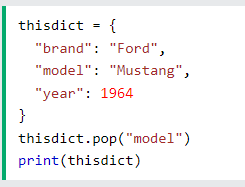 thisdict = {
  "brand": "Ford",
  "model": "Mustang",
  "year": 1964
}
thisdict.pop("model")
print(thisdict)